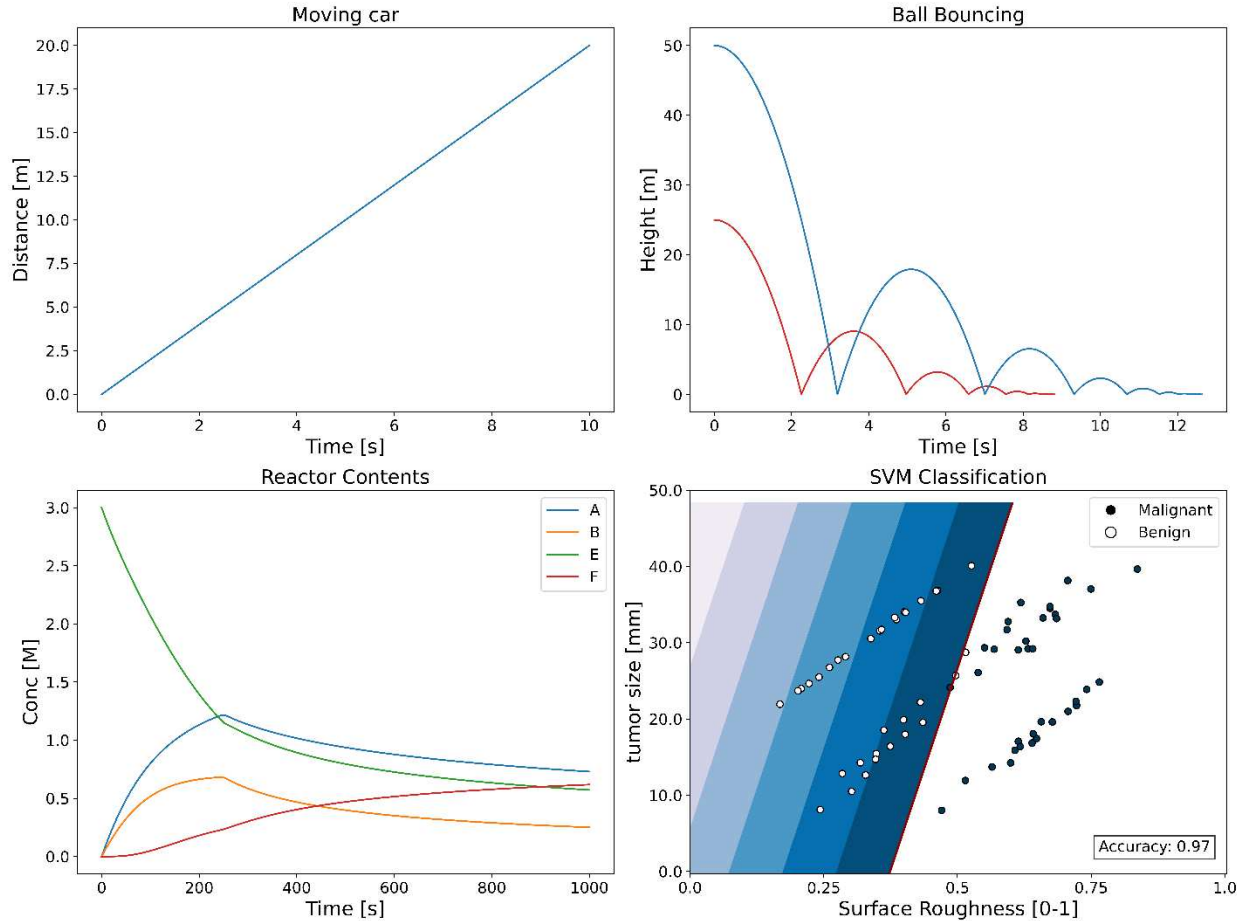 Moving car
20.0
17.5
15.0
12.5
10.0
7.5
5.0
2.5
0.0
Distance [m]
0 2 4 6 8 10
Time [s]
Ball Bouncing
50
40
30
20
10
0
Height [m]
0 2 4 6 8 10 12
Time [s]
Reactor Contents
3.0
2.5
2.0
1.5
1.0
0.5
0.0
Conc [M]
A
B
E
F
0 200 400 600 800 1000
Time [s]
SVM Classification
50.0
40.0
30.0
20.0
10.0
0.0
tumor size [mm]
Malignant
Benign
Accuracy: 0.97
0.0 0.25 0.5 0.75 1.0
Surface Roughness [0-1]